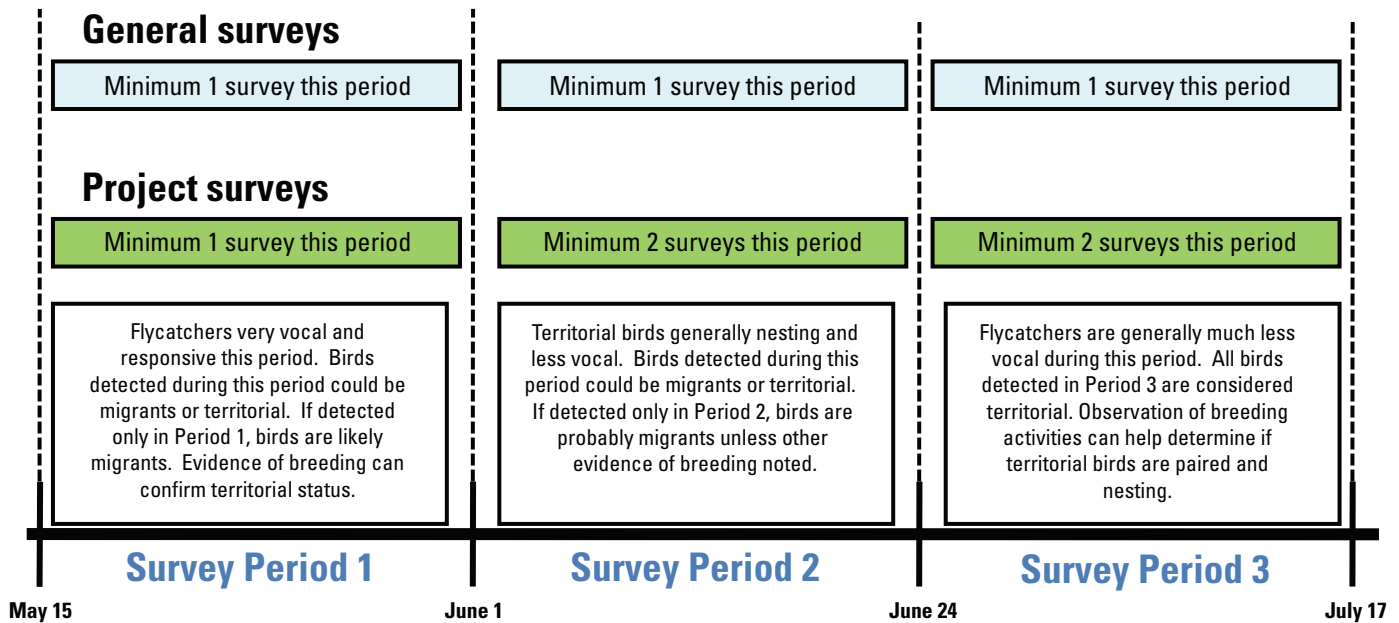 General surveys
Minimum 1 survey this period
Minimum 1 survey this period
Minimum 1 survey this period
Project surveys
Minimum 1 survey this period
Minimum 2 surveys this period
Minimum 2 surveys this period
Flycatchers very vocal and
responsive this period. Birds
detected during this period could be
migrants or territorial. If detected
only in Period 1, birds are likely
migrants. Evidence of breeding can
confirm territorial status.
Territorial birds generally nesting and
less vocal. Birds detected during this
period could be migrants or territorial.
If detected only in Period 2, birds are
probably migrants unless other
evidence of breeding noted.
Flycatchers are generally much less
vocal during this period. All birds
detected in Period 3 are considered
territorial. Observation of breeding
activities can help determine if
territorial birds are paired and
nesting.
Survey Period 1
Survey Period 2
Survey Period 3
May 15
June 1
June 24
July 17